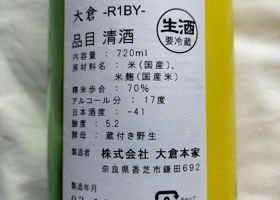 大倉 -R1BY-
生酒
要冷蔵
品目 清酒
内容量 : 720ml
原材料名 : 米(国産)、
米麹(国産米)
精米歩合 : 70%
アルコール分 : 17度
日本酒度 : -41
酸度 : 5.2
酵母 : 蔵付き野生
製造者 株式会社 大倉本家
奈良県香芝市鎌田692
製造年月